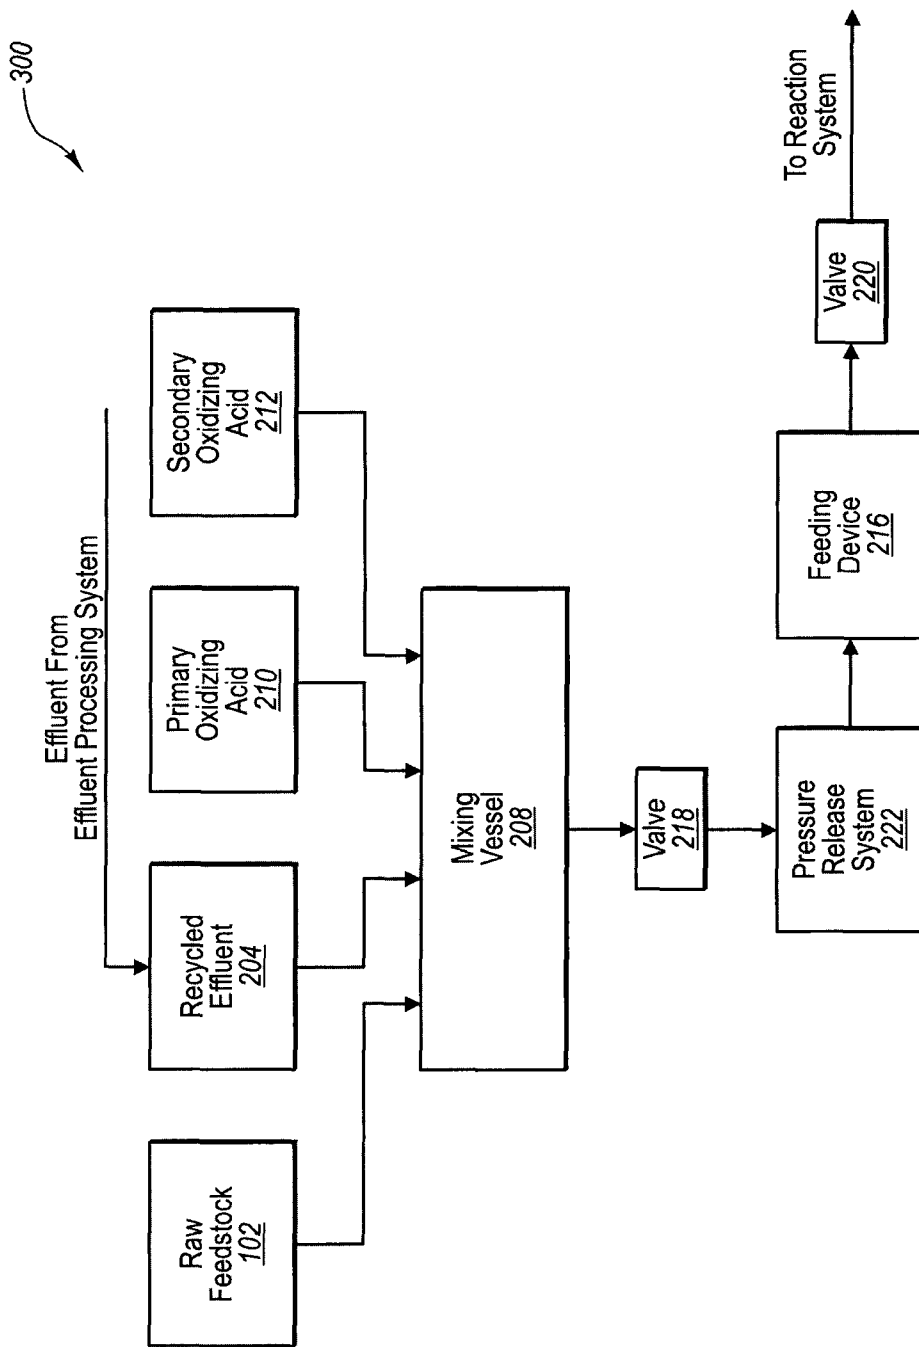 300
Effluent From
Effluent Processing System
Raw
Feedstock
102
Recycled
Effluent
204
Primary
Oxidizing
Acid
210
Secondary
Oxidizing
Acid
212
Mixing
Vessel
208
Valve
218
Pressure
Release
System
222
Feeding
Device
216
Valve
220
To Reaction
System